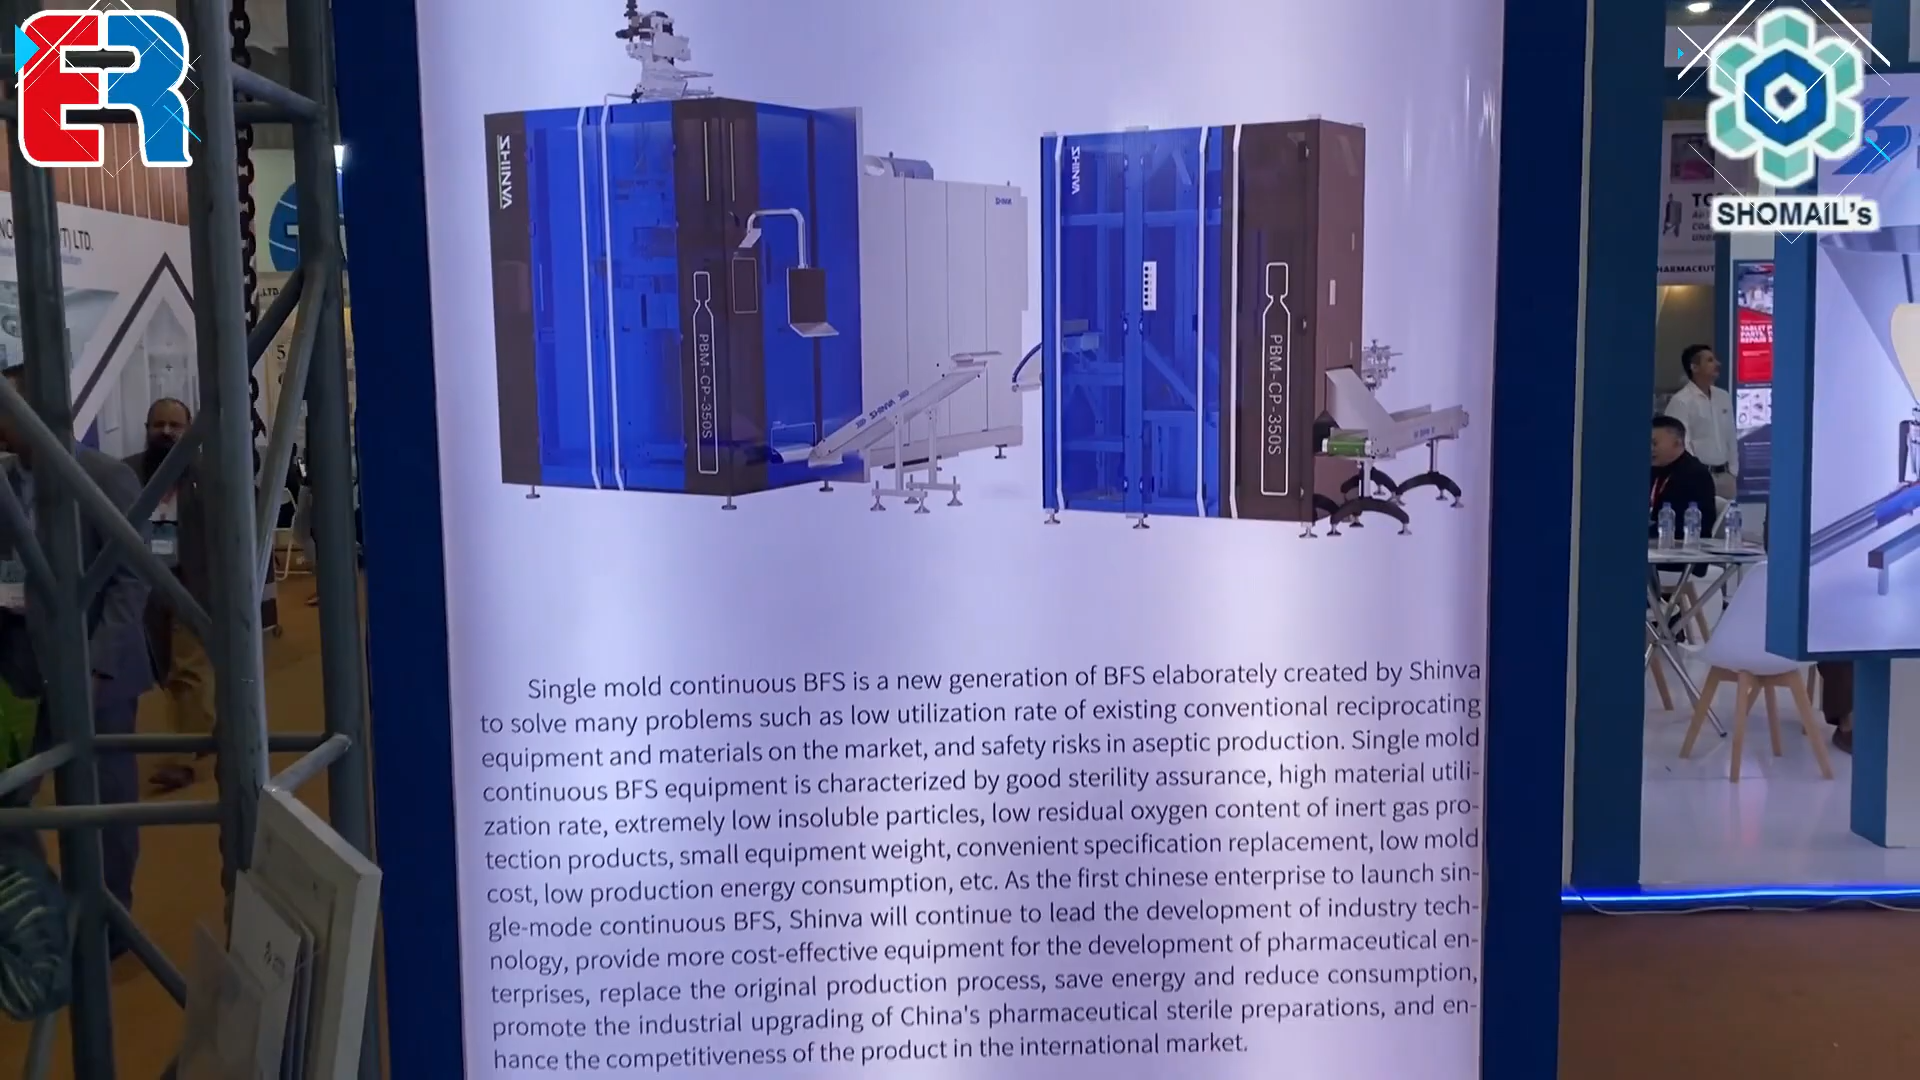 ER
SHOMAIL's
SHINVA
PBM-CP-350S
SHINVA
SHINVA
SHINVA
PBM-CP-350S
T) LTD.
Single mold continuous BFS is a new generation of BFS elaborately created by Shinva
to solve many problems such as low utilization rate of existing conventional reciprocating
equipment and materials on the market, and safety risks in aseptic production. Single mold
continuous BFS equipment is characterized by good sterility assurance, high material utili-
zation rate, extremely low insoluble particles, low residual oxygen content of inert gas pro-
tection products, small equipment weight, convenient specification replacement, low mold
cost, low production energy consumption, etc. As the first chinese enterprise to launch sin-
gle-mode continuous BFS, Shinva will continue to lead the development of industry tech-
nology, provide more cost-effective equipment for the development of pharmaceutical en-
terprises, replace the original production process, save energy and reduce consumption,
promote the industrial upgrading of China's pharmaceutical sterile preparations, and en-
hance the competitiveness of the product in the international market.